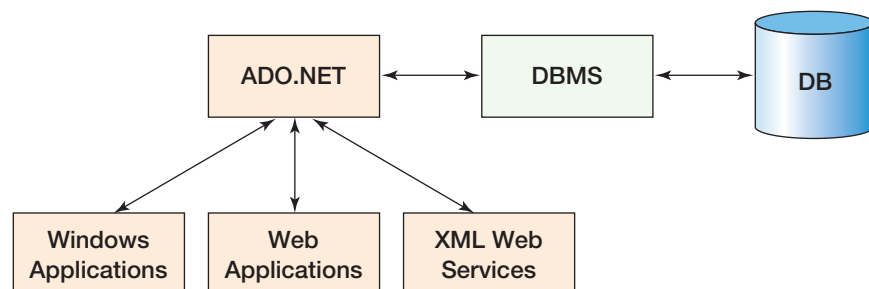 ADO.NET
DBMS
DB
Windows
Applications
Web
Applications
XML Web
Services